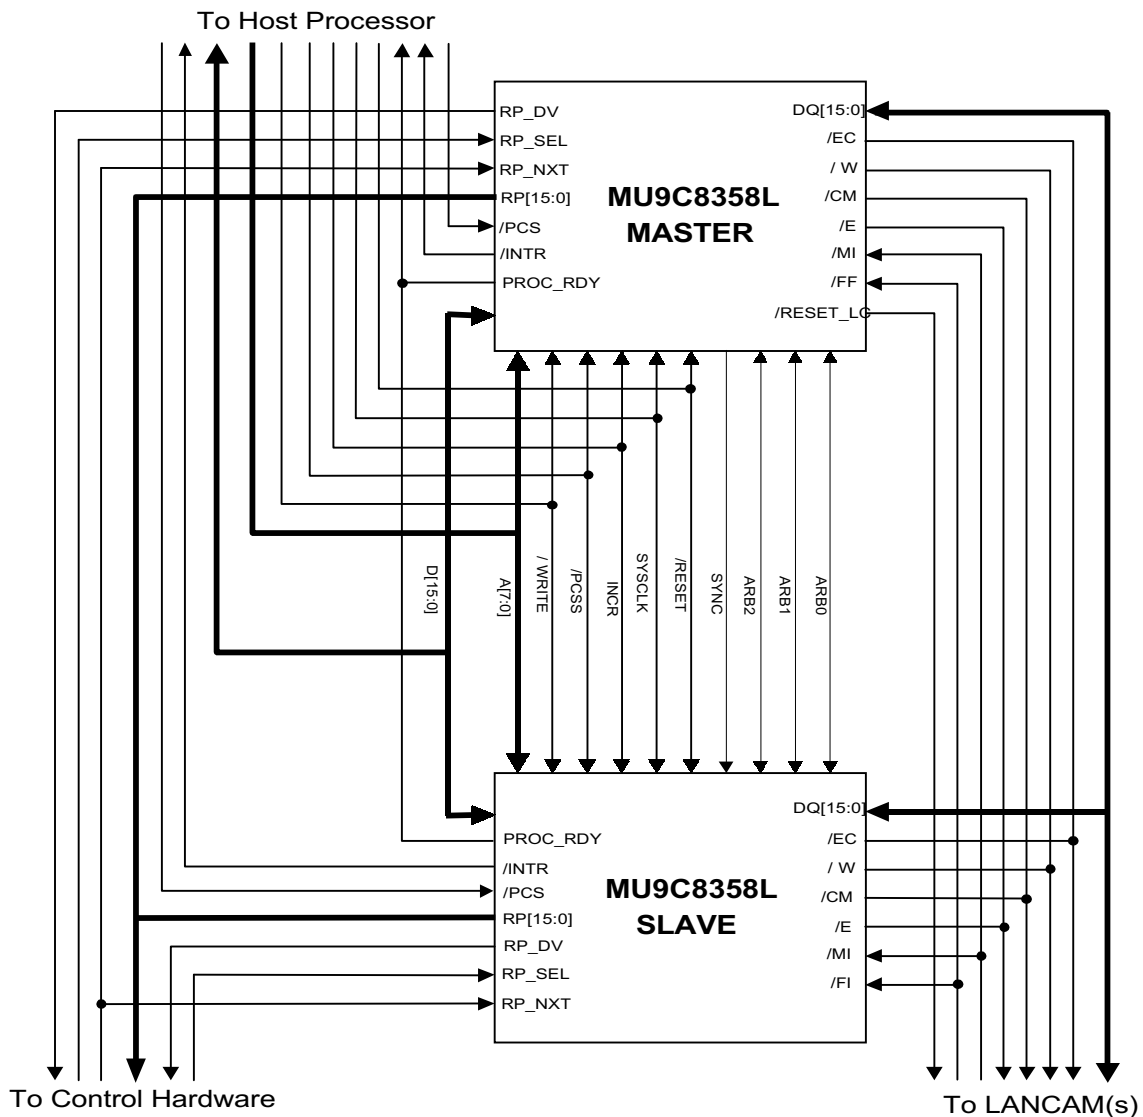 To Host Processor
RP_DV
RP_SEL
RP_NXT
RP[15:0]
/PCS
/INTR
PROC_RDY
MU9C8358L
MASTER
DQ[15:0]
/EC
/ W
/CM
/E
/MI
/FF
/RESET_LC
D[15:0]
A[7:0]
/ WRITE
/PCSS
INCR
SYSCLK
/RESET
SYNC
ARB2
ARB1
ARB0
PROC_RDY
/INTR
/PCS
RP[15:0]
RP_DV
RP_SEL
RP_NXT
MU9C8358L
SLAVE
DQ[15:0]
/EC
/ W
/CM
/E
/MI
/FI
To Control Hardware
To LANCAM(s)